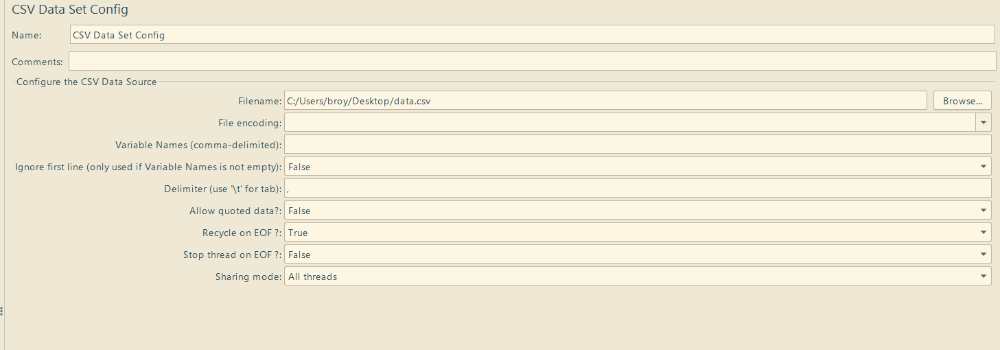 CSV Data Set Config
Name: CSV Data Set Config
Comments:
Configure the CSV Data Source
Filename: C:/Users/broy/Desktop/data.csv Browse...
File encoding:
Variable Names (comma-delimited):
Ignore first line (only used if Variable Names is not empty): False
Delimiter (use '\t' for tab): ,
Allow quoted data?: False
Recycle on EOF ?: True
Stop thread on EOF ?: False
Sharing mode: All threads